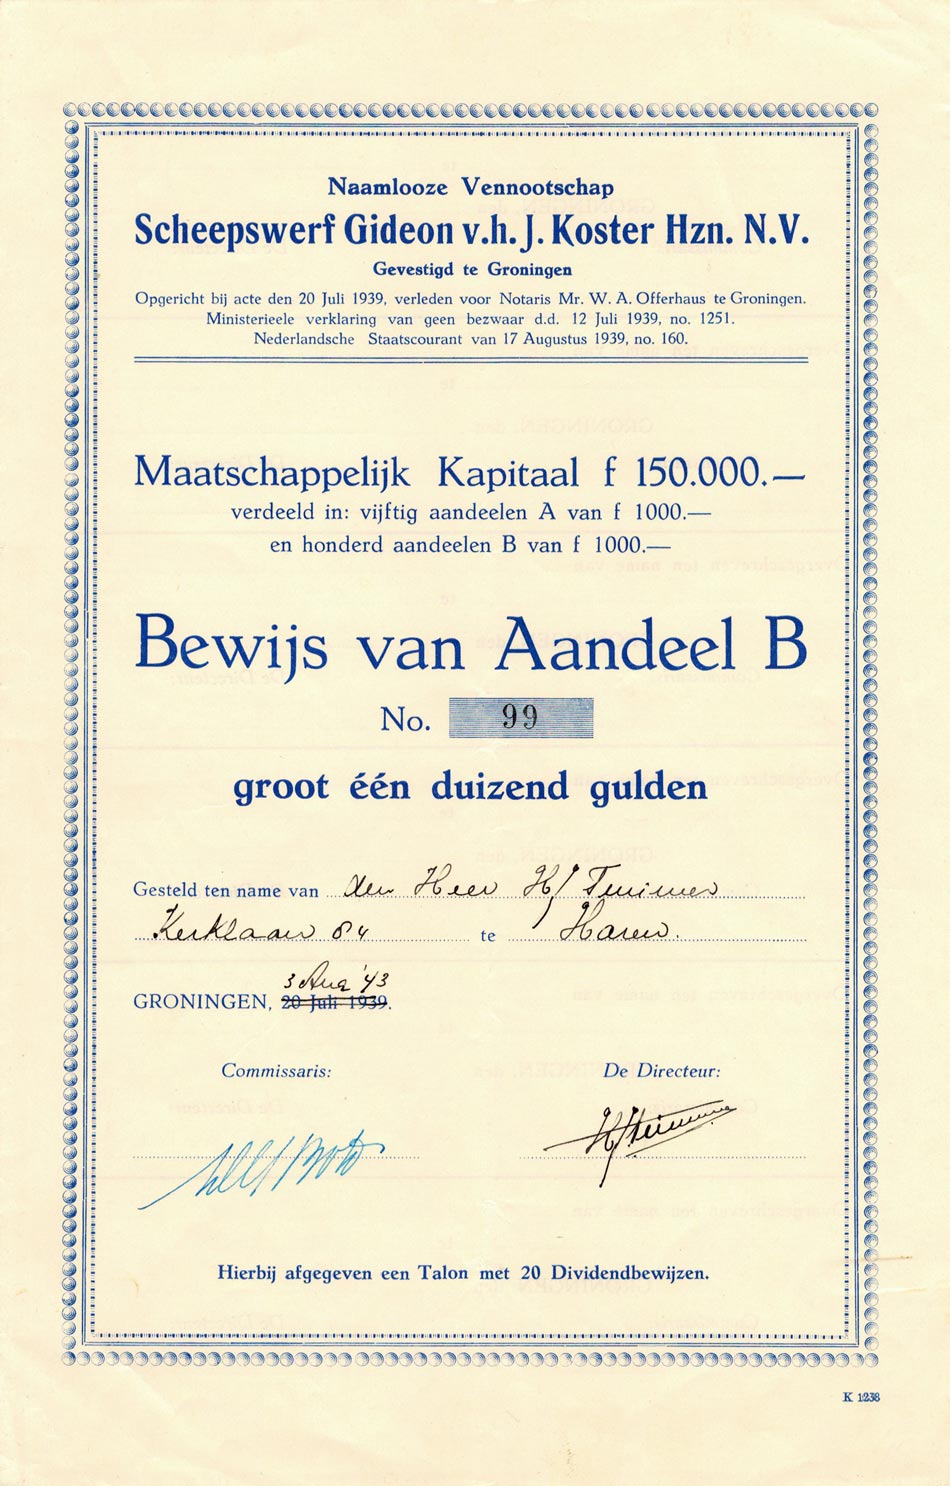 Naamlooze Vennootschap
Scheepswerf Gideon v.h. J. Koster Hzn. N.V.
Gevestigd te Groningen
Opgericht bij acte den 20 Juli 1939, verleden voor Notaris Mr. W. A. Offerhaus te Groningen.
Ministerieele verklaring van geen bezwaar d.d. 12 Juli 1939, no. 1251.
Nederlandsche Staatscourant van 17 Augustus 1939, no. 160.
Maatschappelijk Kapitaal f 150.000.—
verdeeld in: vijftig aandeelen A van f 1000.—
en honderd aandeelen B van f 1000.—
Bewijs van Aandeel B
No. 99
groot één duizend gulden
Gesteld ten name van den Heer H/ Timmer
Kerklaan 84 te Haren.
3 Aug '43
GRONINGEN, 20 Juli 1939.
Commissaris: De Directeur:
Hierbij afgegeven een Talon met 20 Dividendbewijzen.
K 1238